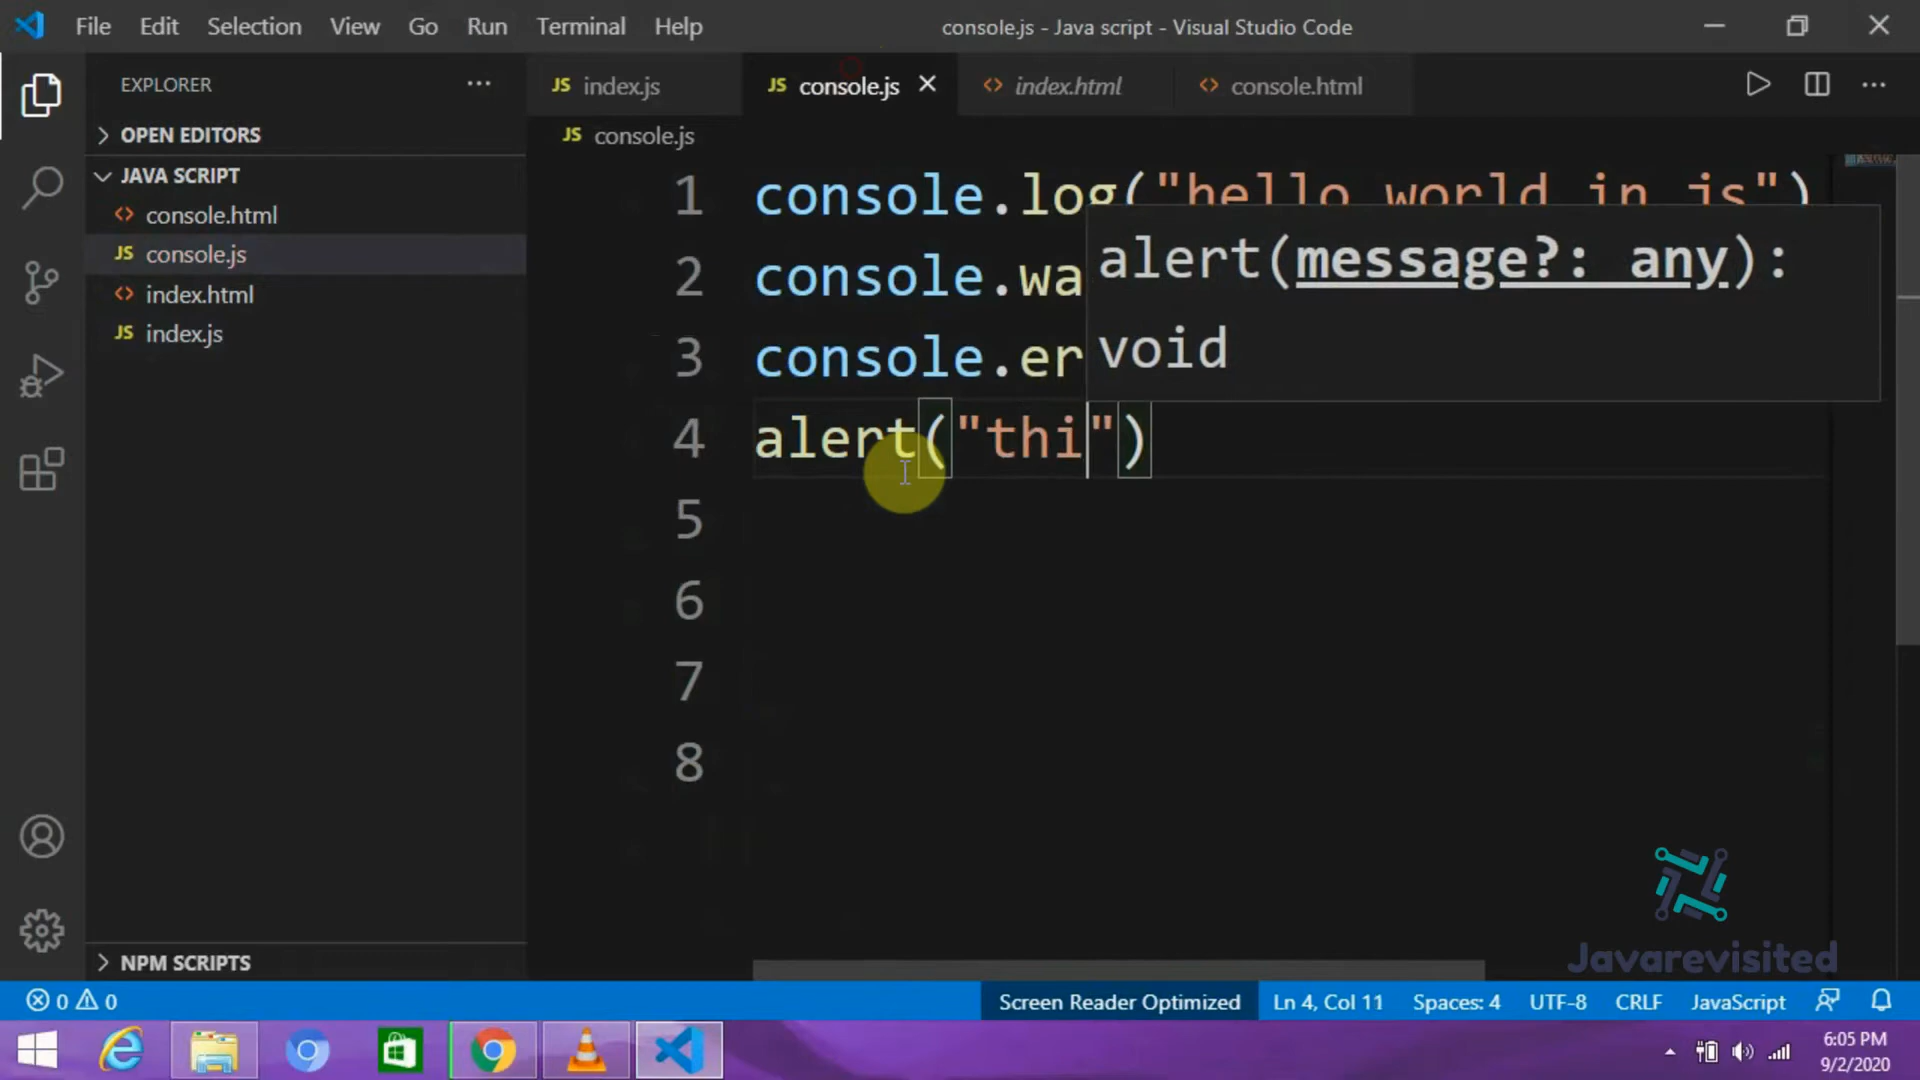 File Edit Selection View Go Run Terminal Help
console.js - Java script - Visual Studio Code
EXPLORER
OPEN EDITORS
JAVA SCRIPT
console.html
JS console.js
index.html
JS index.js
NPM SCRIPTS
JS index.js
JS console.js
index.html
console.html
JS console.js
1 console.log("hello world in js")
2 console.wa
3 console.er
4 alert("thi")
5
6
7
8
alert(message?: any):
void
Javarevisited
0 0
Screen Reader Optimized Ln 4, Col 11 Spaces: 4 UTF-8 CRLF JavaScript
6:05 PM
9/2/2020